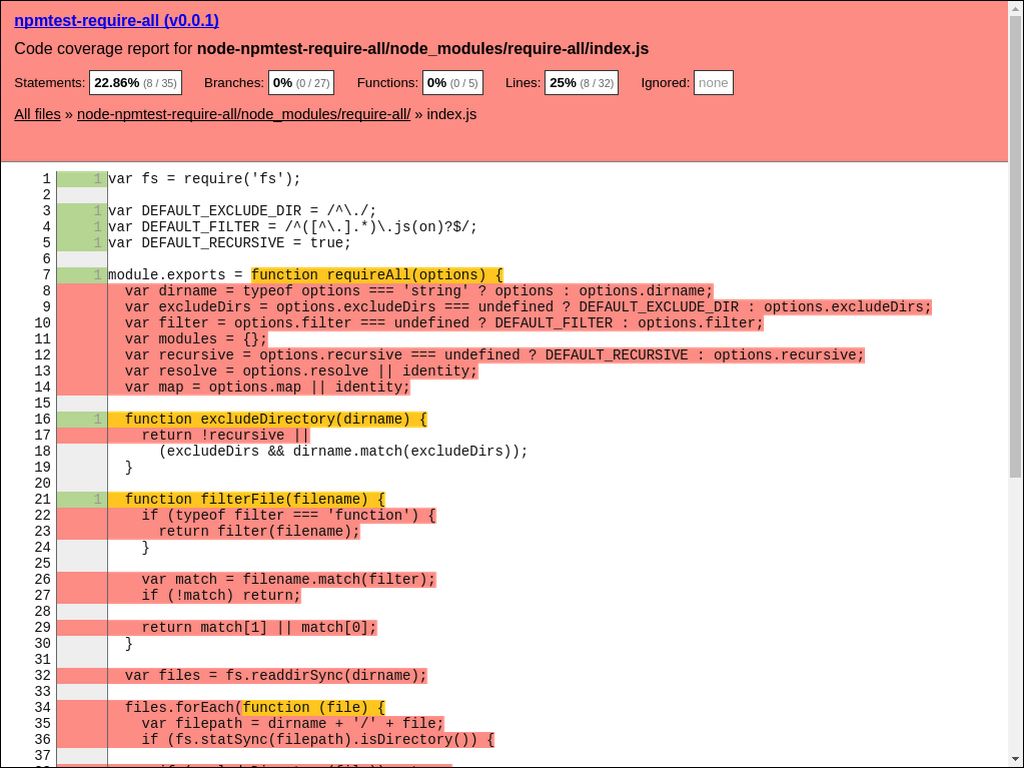 npmtest-require-all (v0.0.1)
Code coverage report for node-npmtest-require-all/node_modules/require-all/index.js
Statements: 22.86% (8 / 35) Branches: 0% (0 / 27) Functions: 0% (0 / 5) Lines: 25% (8 / 32) Ignored: none
All files » node-npmtest-require-all/node_modules/require-all/ » index.js
1 1 var fs = require('fs');
2
3 1 var DEFAULT_EXCLUDE_DIR = /^\./;
4 1 var DEFAULT_FILTER = /^([^\.].*)\.js(on)?$/;
5 1 var DEFAULT_RECURSIVE = true;
6
7 1 module.exports = function requireAll(options) {
8 var dirname = typeof options === 'string' ? options : options.dirname;
9 var excludeDirs = options.excludeDirs === undefined ? DEFAULT_EXCLUDE_DIR : options.excludeDirs;
10 var filter = options.filter === undefined ? DEFAULT_FILTER : options.filter;
11 var modules = {};
12 var recursive = options.recursive === undefined ? DEFAULT_RECURSIVE : options.recursive;
13 var resolve = options.resolve || identity;
14 var map = options.map || identity;
15
16 1 function excludeDirectory(dirname) {
17 return !recursive ||
18 (excludeDirs && dirname.match(excludeDirs));
19 }
20
21 1 function filterFile(filename) {
22 if (typeof filter === 'function') {
23 return filter(filename);
24 }
25
26 var match = filename.match(filter);
27 if (!match) return;
28
29 return match[1] || match[0];
30 }
31
32 var files = fs.readdirSync(dirname);
33
34 files.forEach(function (file) {
35 var filepath = dirname + '/' + file;
36 if (fs.statSync(filepath).isDirectory()) {
37